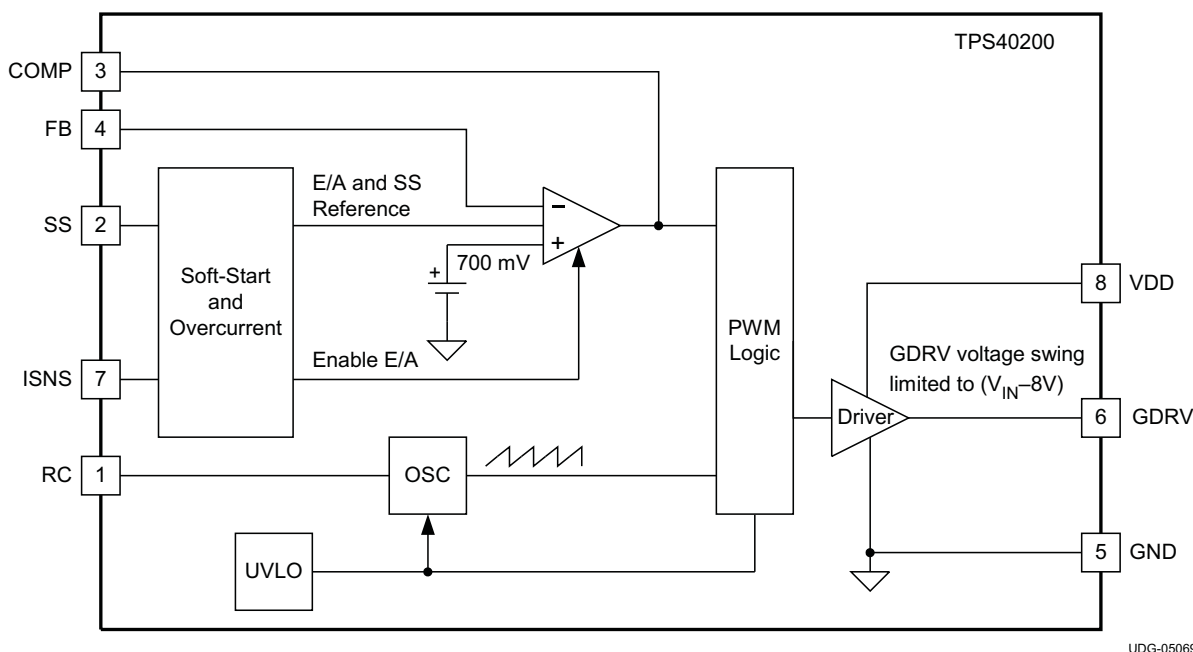 TPS40200
COMP 3
FB 4
E/A and SS
Reference
SS 2
−
+
+ 700 mV
Soft-Start
and
Overcurrent
8 VDD
PWM
Logic
Enable E/A
ISNS 7
GDRV voltage swing
limited to (VIN–8V)
Driver
6 GDRV
RC 1
OSC
UVLO
5 GND
UDG-05069